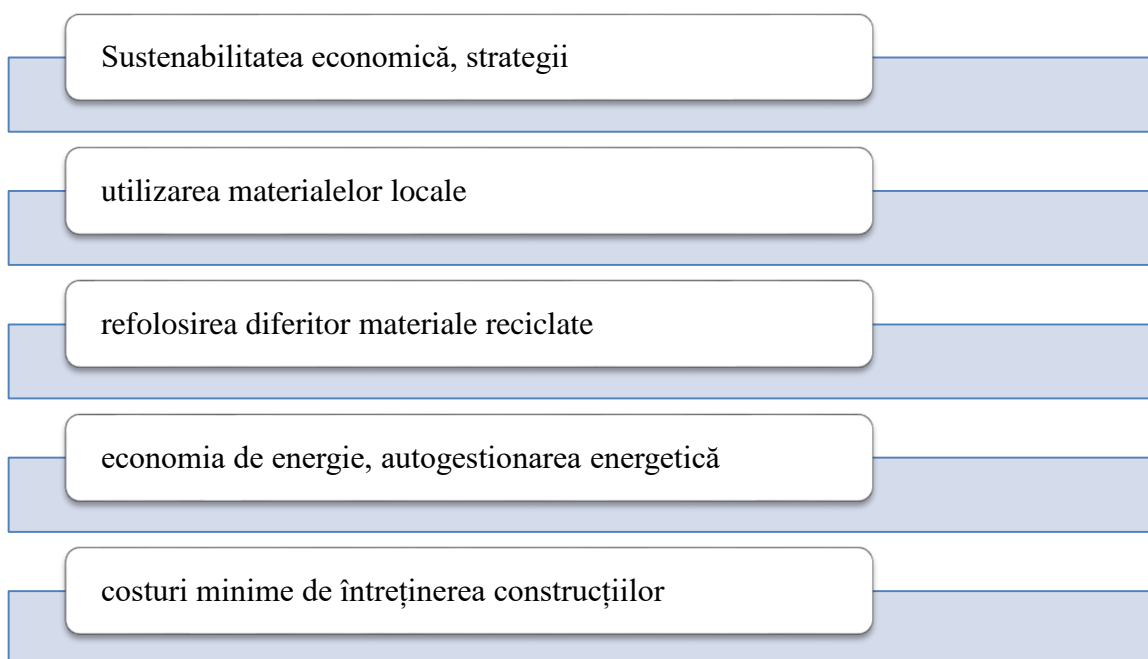 Sustenabilitatea economică, strategii
utilizarea materialelor locale
refolosirea diferitor materiale reciclate
economia de energie, autogestionarea energetică
costuri minime de întreținerea construcțiilor